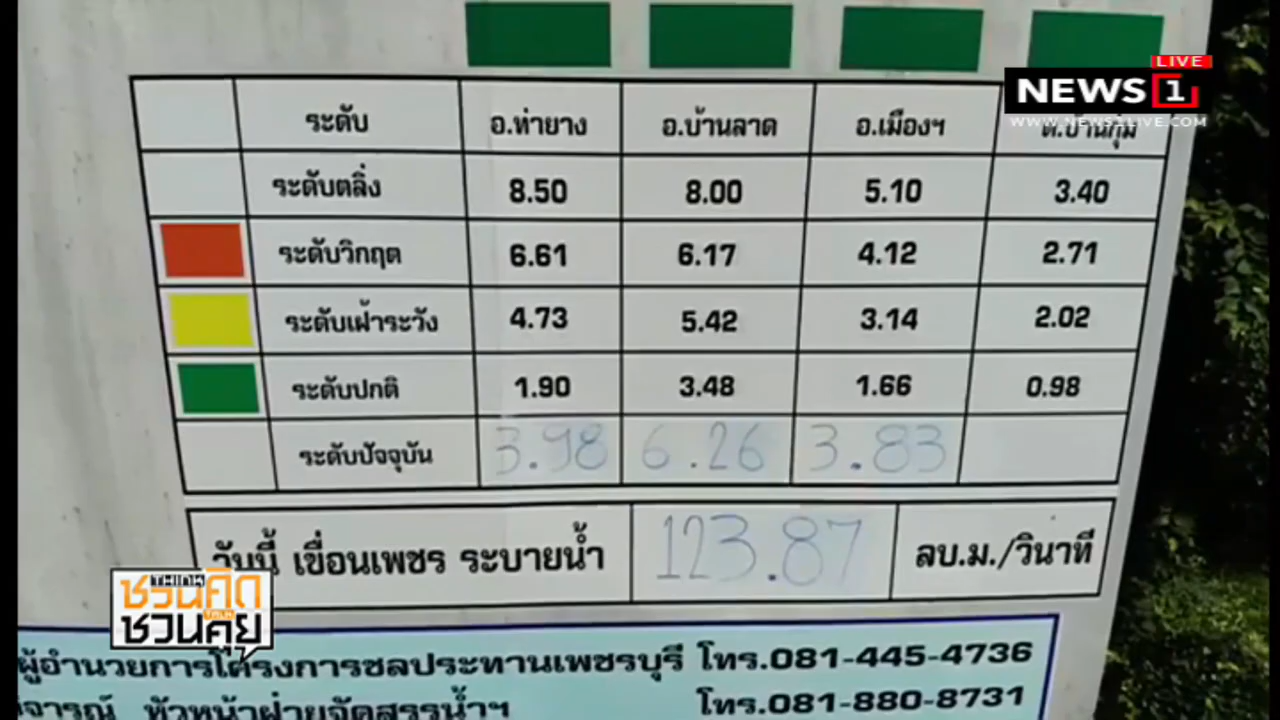 LIVE
NEWS 1
WWW.NEWS1LIVE.COM
ระดับ อ.ท่ายาง อ.บ้านลาด อ.เมืองฯ ต.บ้านกุ่ม
ระดับตลิ่ง 8.50 8.00 5.10 3.40
ระดับวิกฤต 6.61 6.17 4.12 2.71
ระดับเฝ้าระวัง 4.73 5.42 3.14 2.02
ระดับปกติ 1.90 3.48 1.66 0.98
ระดับปัจจุบัน 3.98 6.26 3.83
วันนี้ เขื่อนเพชร ระบายน้ำ 123.87 ลบ.ม./วินาที
THINK
ชวนคิด
TALK
ชวนคุย
ผู้อำนวยการโครงการชลประทานเพชรบุรี โทร.081-445-4736
หัวหน้าฝ่ายจัดสรรน้ำฯ โทร.081-880-8731